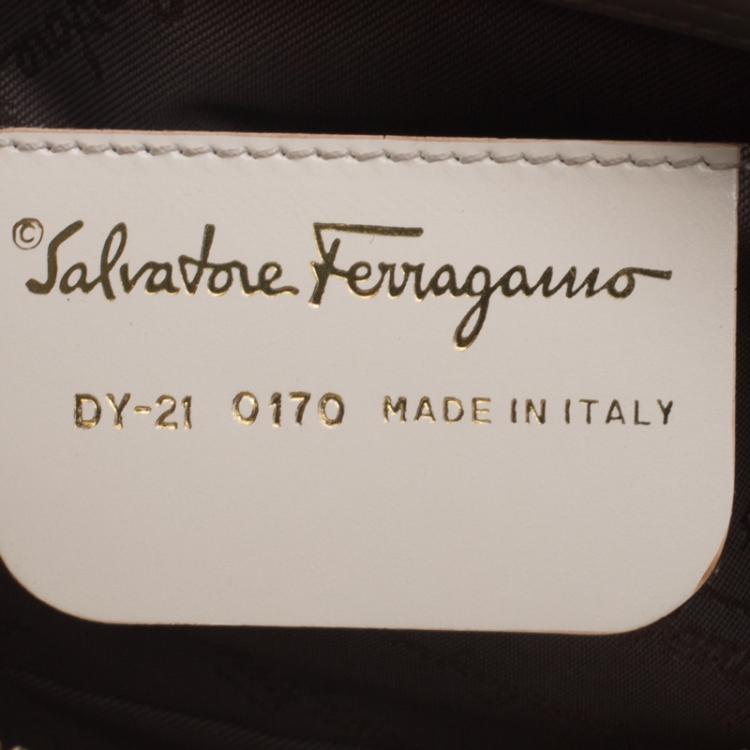 © Salvatore Ferragamo
DY-21 0170 MADE IN ITALY